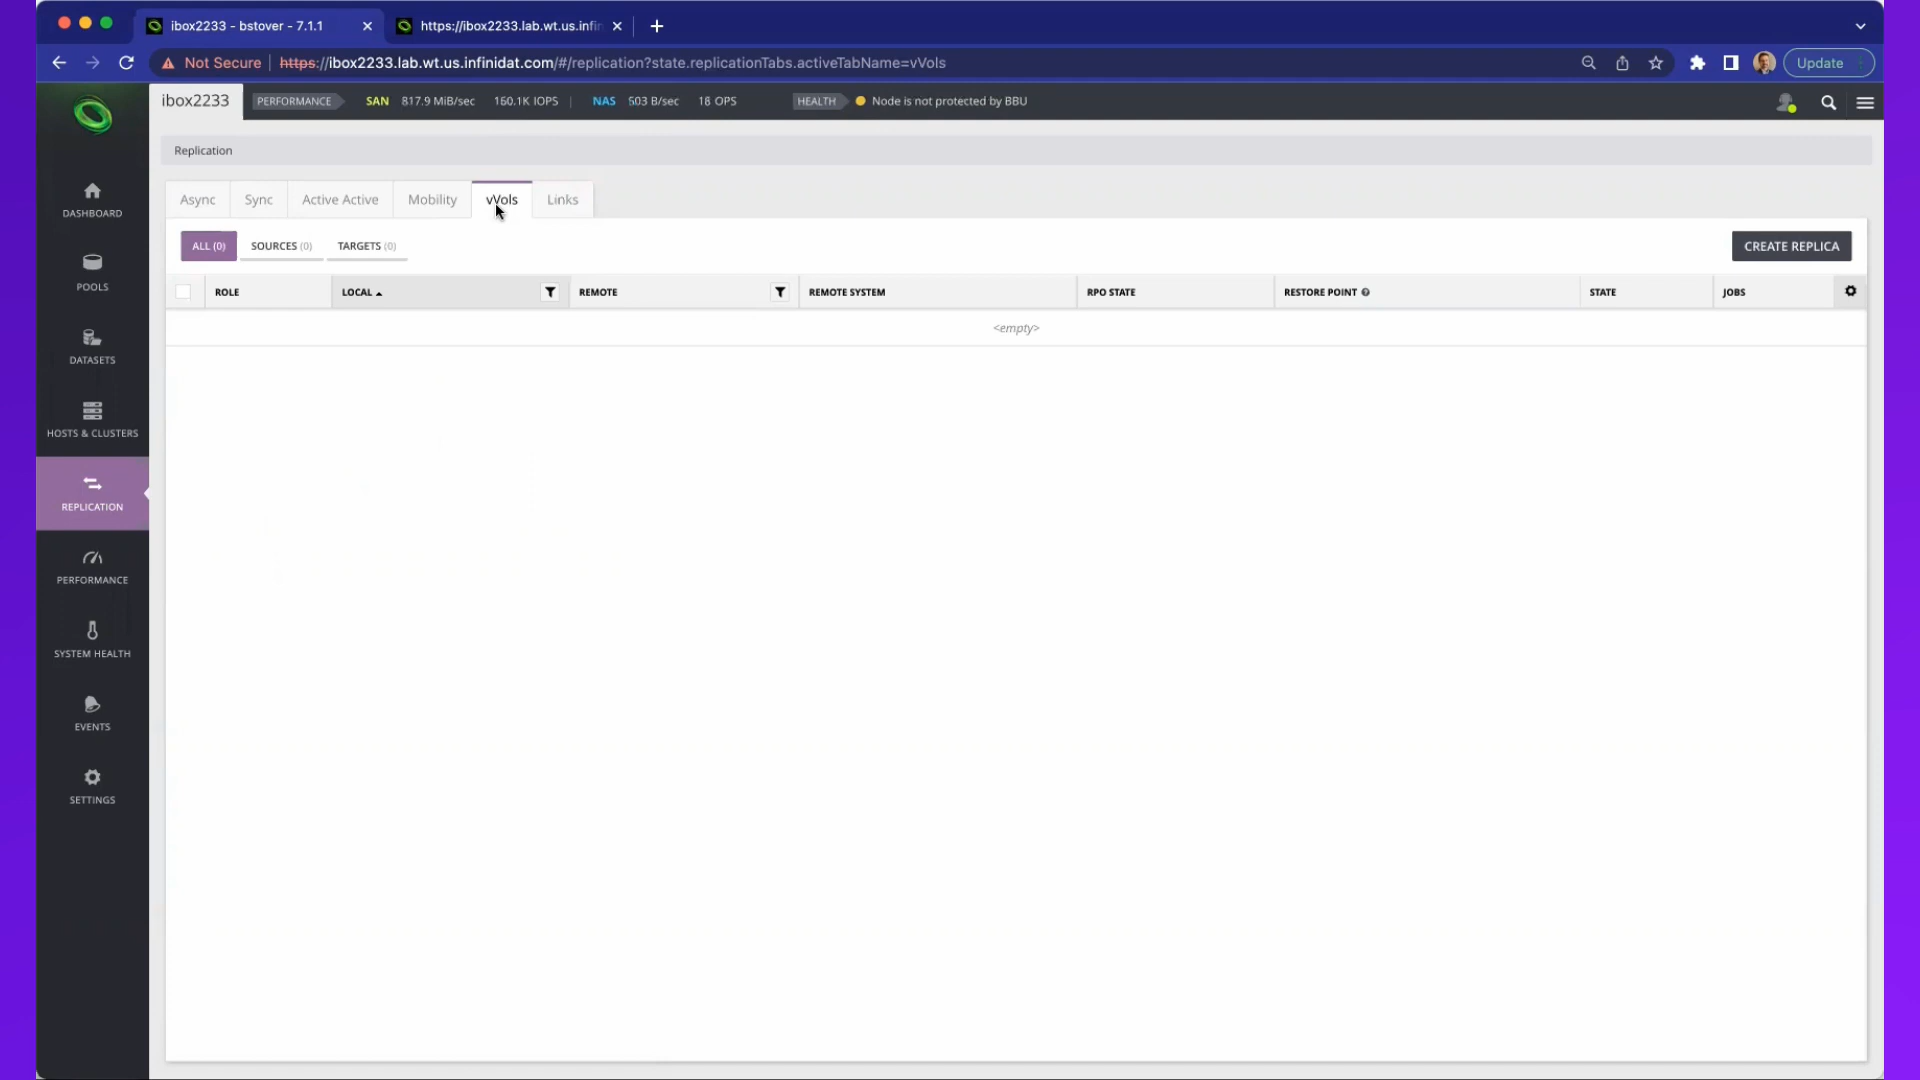 ibox2233 - bstover - 7.1.1
https://ibox2233.lab.wt.us.infin
Not Secure
https://ibox2233.lab.wt.us.infinidat.com/#/replication?state.replicationTabs.activeTabName=vVols
Update
ibox2233
PERFORMANCE
SAN 817.9 MiB/sec 160.1K IOPS
NAS 503 B/sec 18 OPS
HEALTH
Node is not protected by BBU
Replication
Async
Sync
Active Active
Mobility
vVols
Links
ALL (0)
SOURCES (0)
TARGETS (0)
CREATE REPLICA
ROLE
LOCAL
REMOTE
REMOTE SYSTEM
RPO STATE
RESTORE POINT
STATE
JOBS
<empty>
DASHBOARD
POOLS
DATASETS
HOSTS & CLUSTERS
REPLICATION
PERFORMANCE
SYSTEM HEALTH
EVENTS
SETTINGS